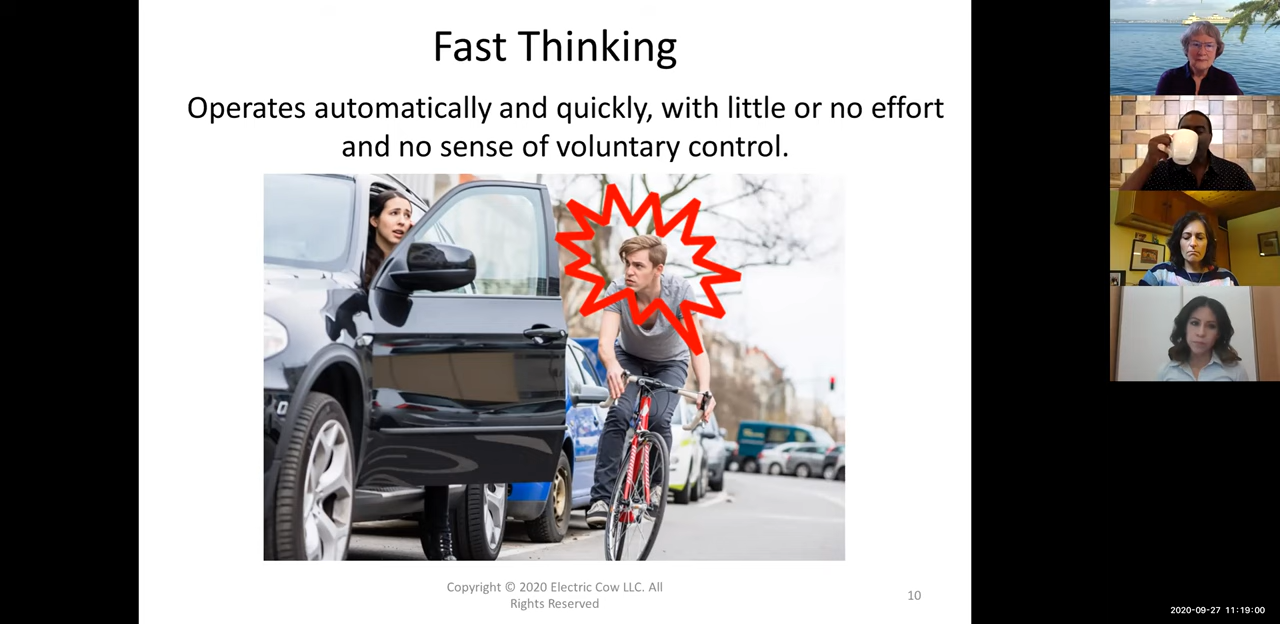 Fast Thinking
Operates automatically and quickly, with little or no effort
and no sense of voluntary control.
Copyright © 2020 Electric Cow LLC. All
Rights Reserved
10
2020-09-27 11:19:00